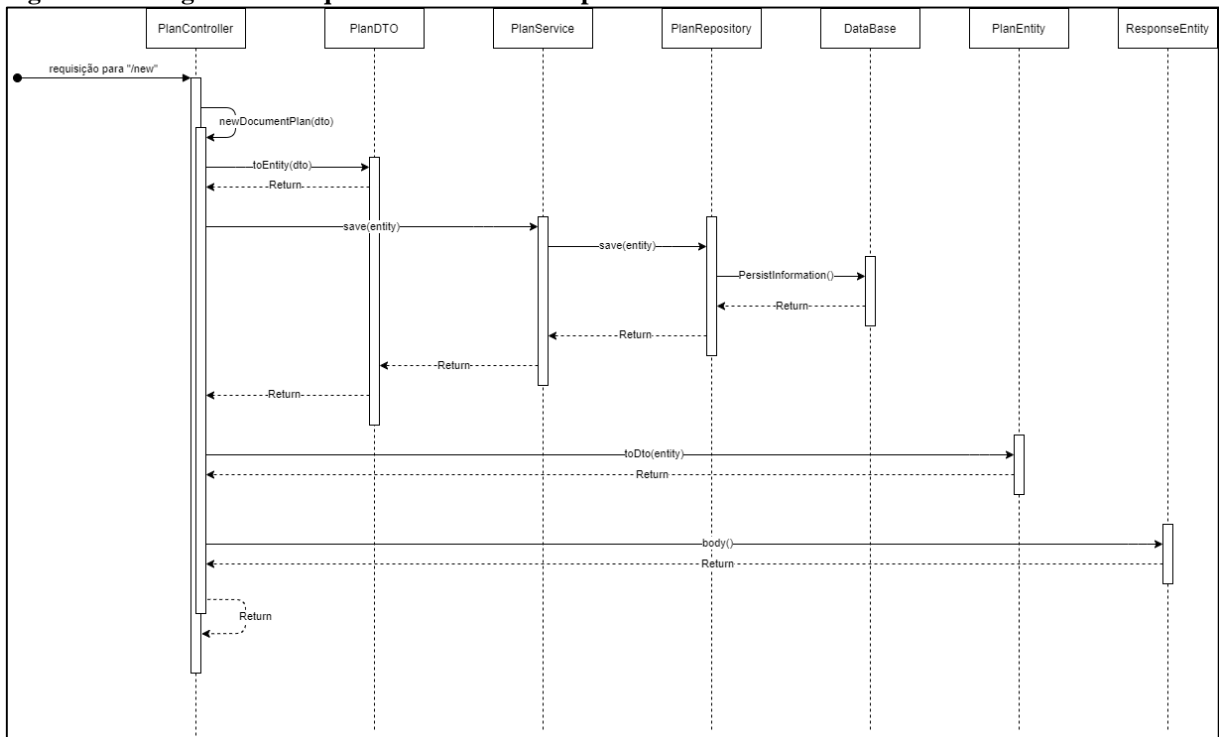 PlanController PlanDTO PlanService PlanRepository DataBase PlanEntity ResponseEntity
requisição para "/new"
newDocumentPlan(dto)
toEntity(dto)
Return
save(entity)
save(entity)
PersistInformation()
Return
Return
Return
Return
toDto(entity)
Return
body()
Return
Return